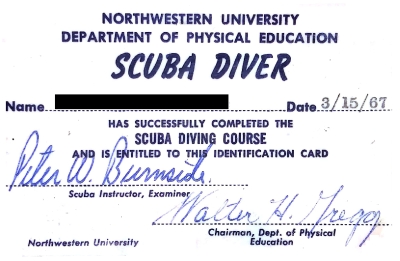 NORTHWESTERN UNIVERSITY
DEPARTMENT OF PHYSICAL EDUCATION
SCUBA DIVER
Name Date 3/15/67
HAS SUCCESSFULLY COMPLETED THE
SCUBA DIVING COURSE
AND IS ENTITLED TO THIS IDENTIFICATION CARD
Peter W. Burnside
Scuba Instructor, Examiner
Walter H. Gregg
Chairman, Dept. of Physical
Education
Northwestern University